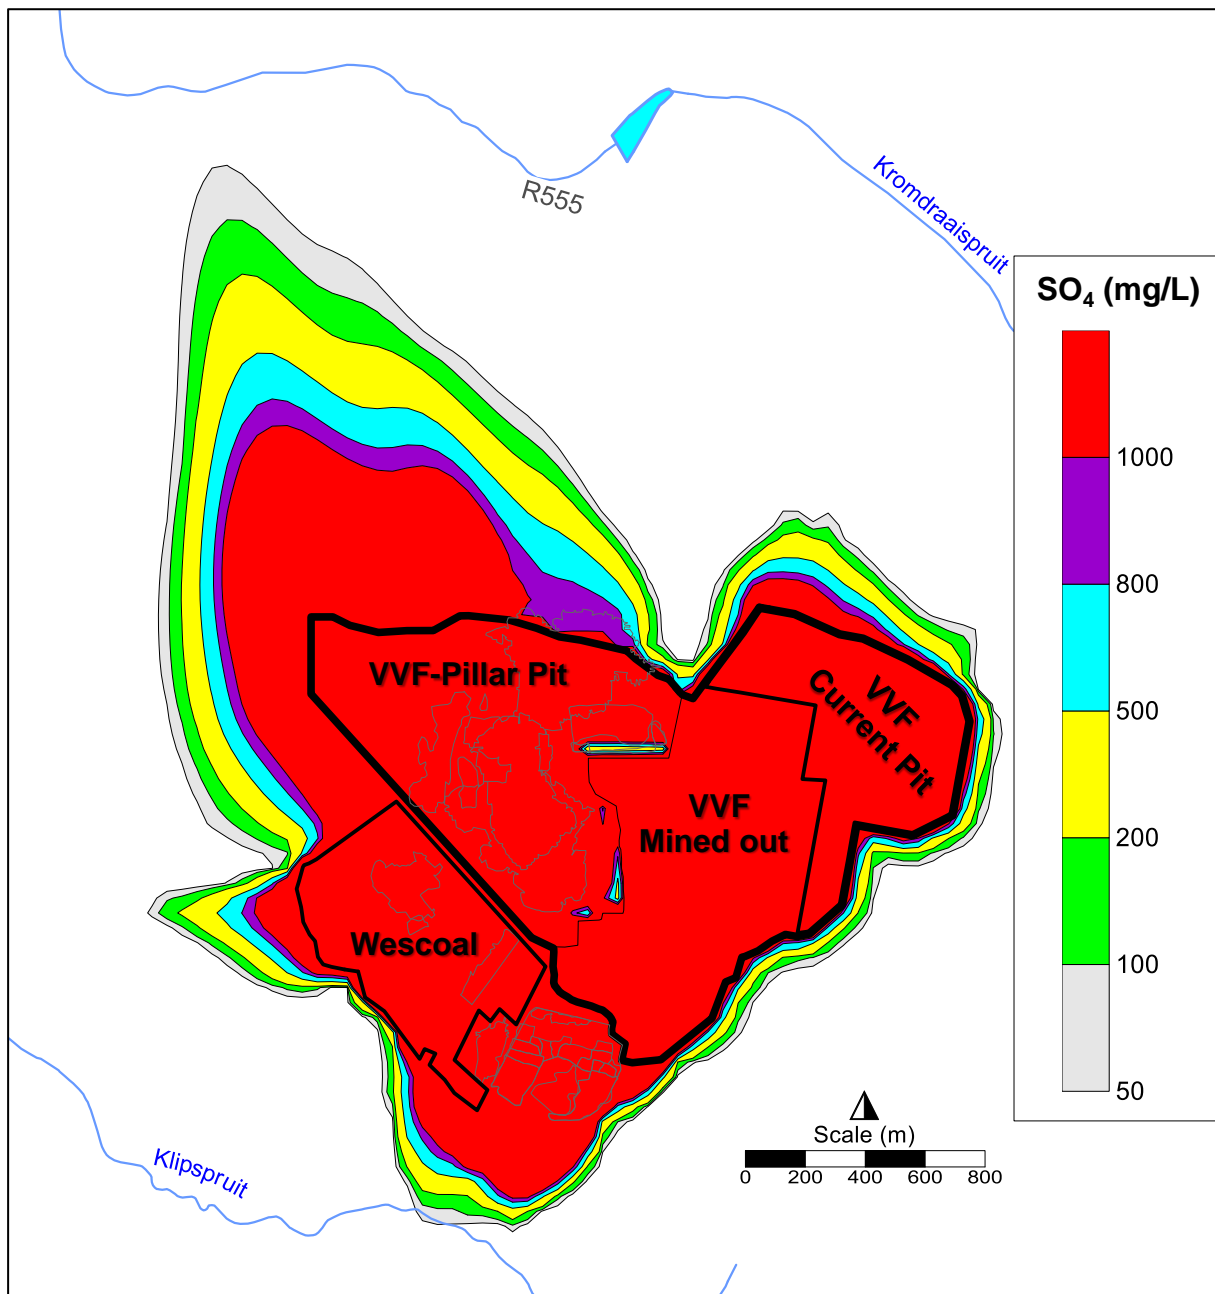 R555
Kromdraaispruit
SO₄ (mg/L)
1000
800
500
200
100
50
VVF-Pillar Pit
VVF
Current Pit
VVF
Mined out
Wescoal
Klipspruit
Scale (m)
0 200 400 600 800